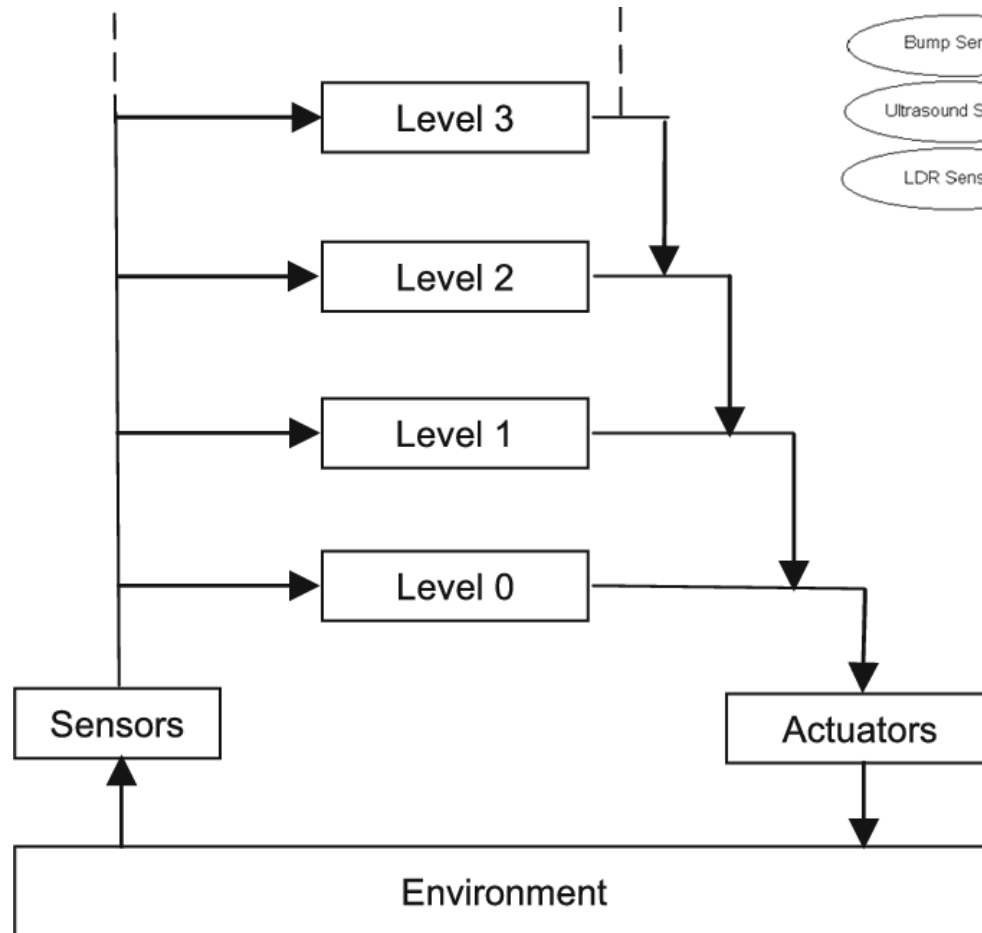 Level 3
Level 2
Level 1
Level 0
Sensors
Actuators
Environment
Bump Ser
Ultrasound S
LDR Sens